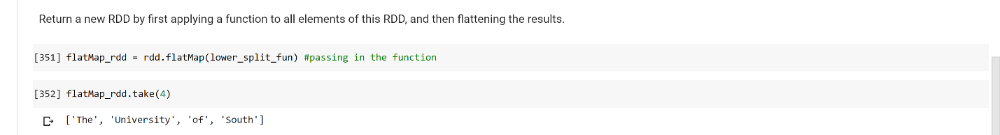 Return a new RDD by first applying a function to all elements of this RDD, and then flattening the results.
[351] flatMap_rdd = rdd.flatMap(lower_split_fun) #passing in the function
[352] flatMap_rdd.take(4)
['The', 'University', 'of', 'South']